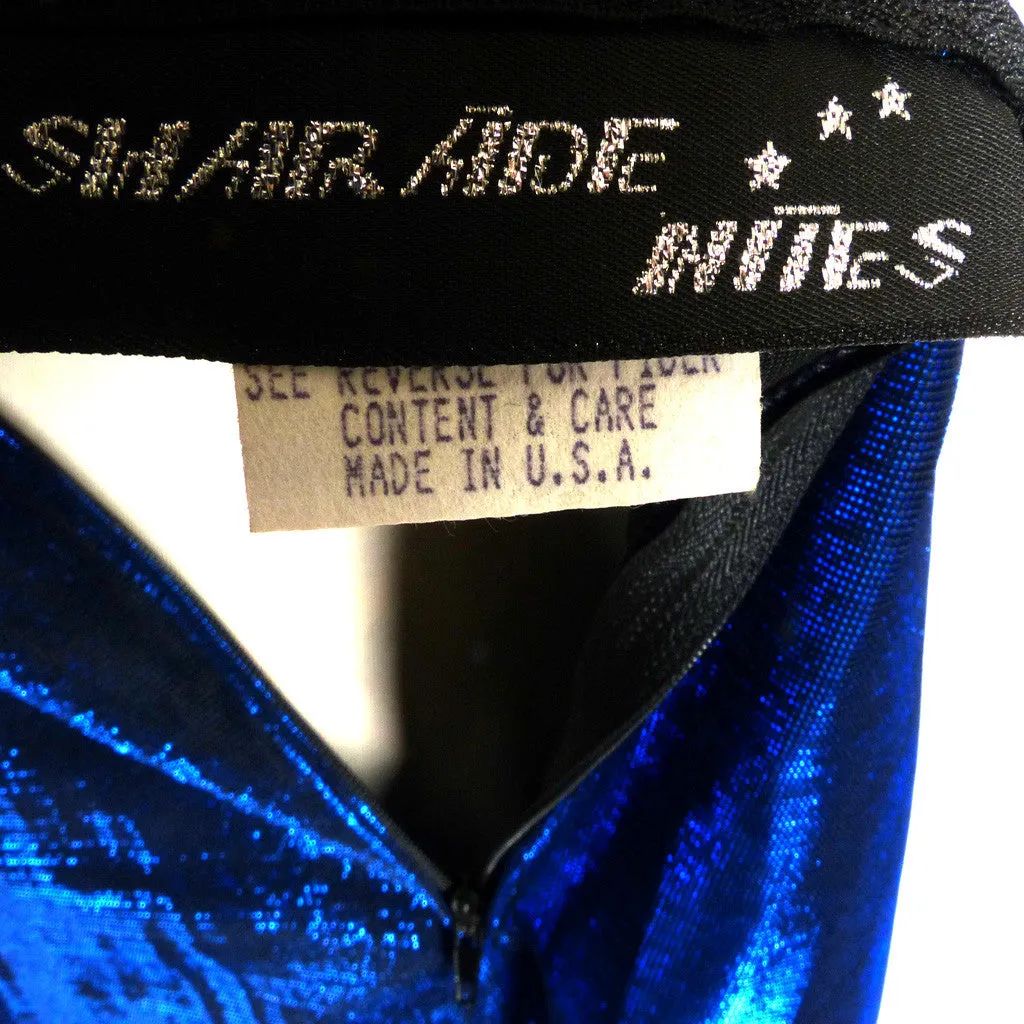 SHARADE
NITES
SEE REVERSE FOR FIBER
CONTENT & CARE
MADE IN U.S.A.